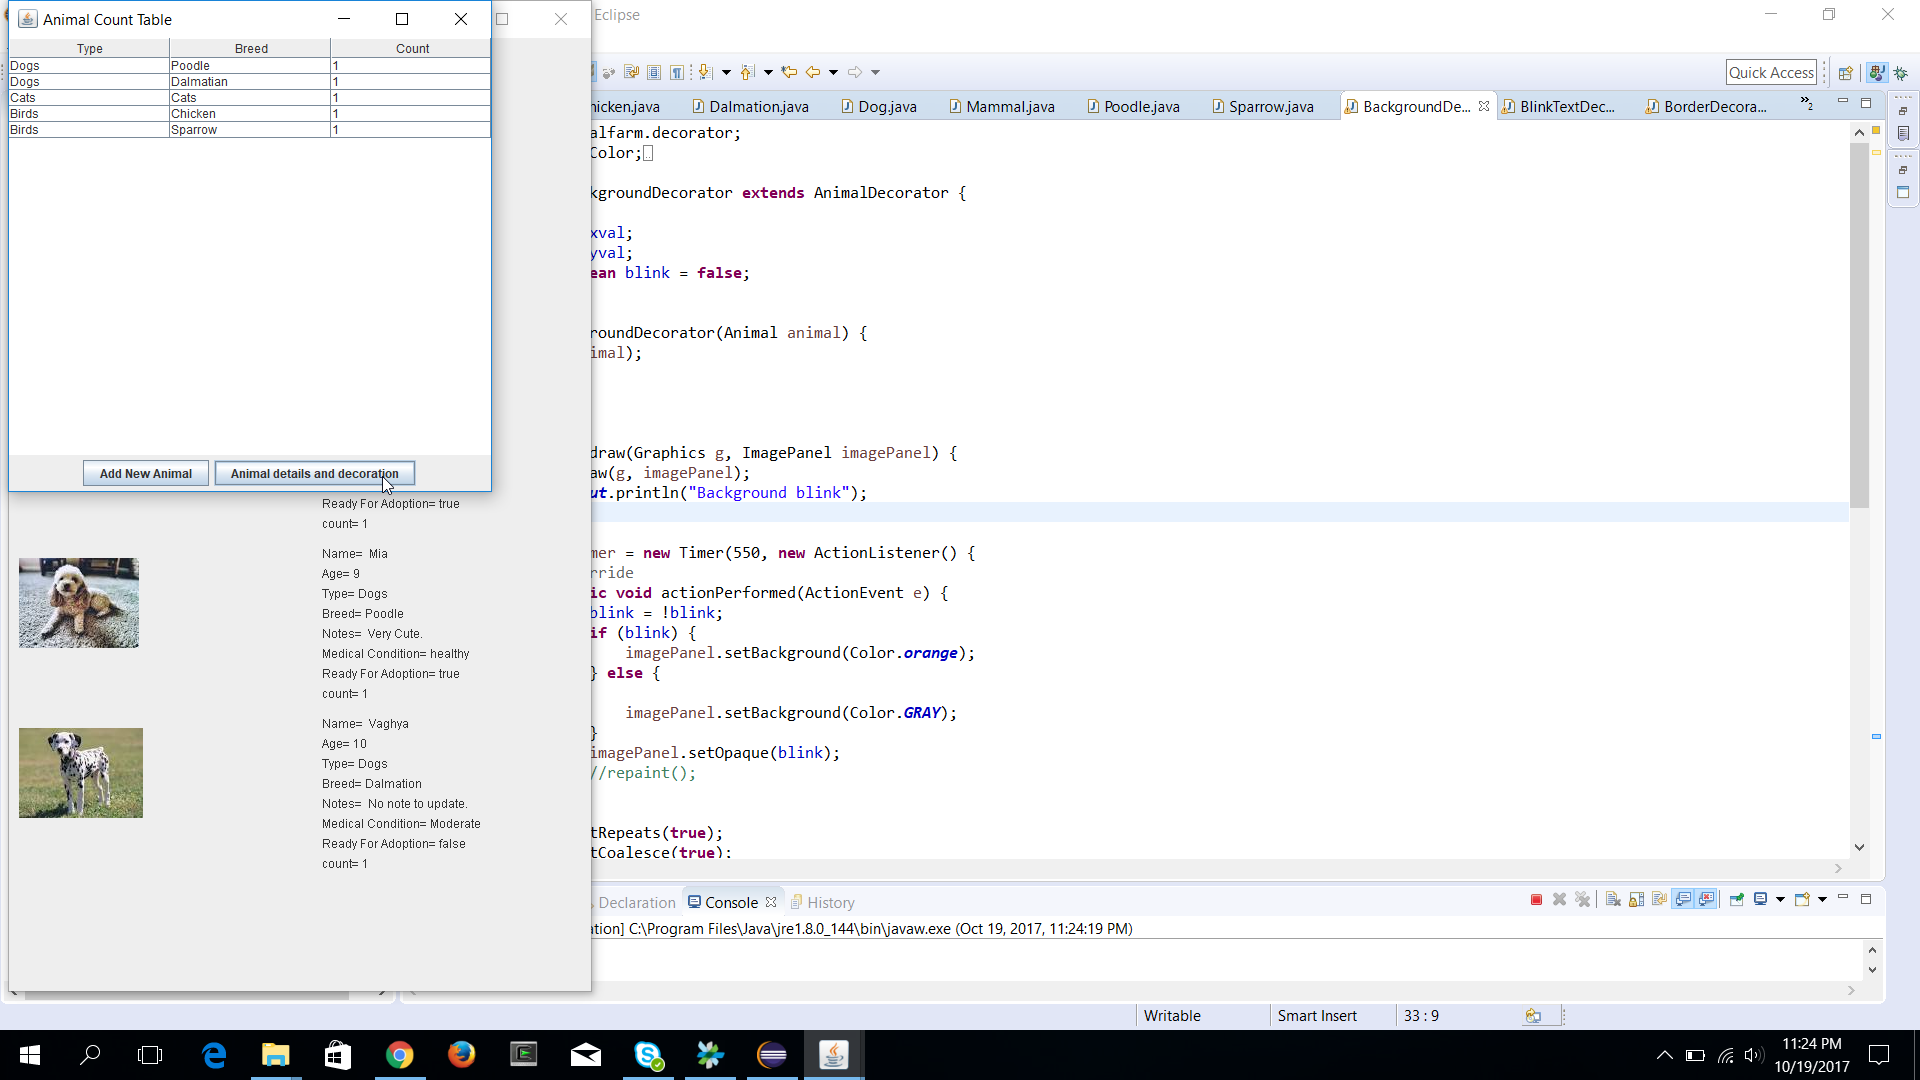 Animal Count Table
Type Breed Count
Dogs Poodle 1
Dogs Dalmatian 1
Cats Cats 1
Birds Chicken 1
Birds Sparrow 1
Add New Animal Animal details and decoration
Ready For Adoption= true
count= 1
Name= Mia
Age= 9
Type= Dogs
Breed= Poodle
Notes= Very Cute.
Medical Condition= healthy
Ready For Adoption= true
count= 1
Name= Vaghya
Age= 10
Type= Dogs
Breed= Dalmation
Notes= No note to update.
Medical Condition= Moderate
Ready For Adoption= false
count= 1
Eclipse
Quick Access
hicken.java Dalmation.java Dog.java Mammal.java Poodle.java Sparrow.java BackgroundDe... BlinkTextDec... BorderDecora... »2
alfarm.decorator;
Color;
kgroundDecorator extends AnimalDecorator {
xval;
yval;
ean blink = false;
roundDecorator(Animal animal) {
imal);
draw(Graphics g, ImagePanel imagePanel) {
aw(g, imagePanel);
ut.println("Background blink");
mer = new Timer(550, new ActionListener() {
rride
ic void actionPerformed(ActionEvent e) {
blink = !blink;
if (blink) {
imagePanel.setBackground(Color.orange);
} else {
imagePanel.setBackground(Color.GRAY);
}
imagePanel.setOpaque(blink);
//repaint();
tRepeats(true);
tCoalesce(true);
Declaration Console History
ation] C:\Program Files\Java\jre1.8.0_144\bin\javaw.exe (Oct 19, 2017, 11:24:19 PM)
Writable Smart Insert 33 : 9
11:24 PM
10/19/2017